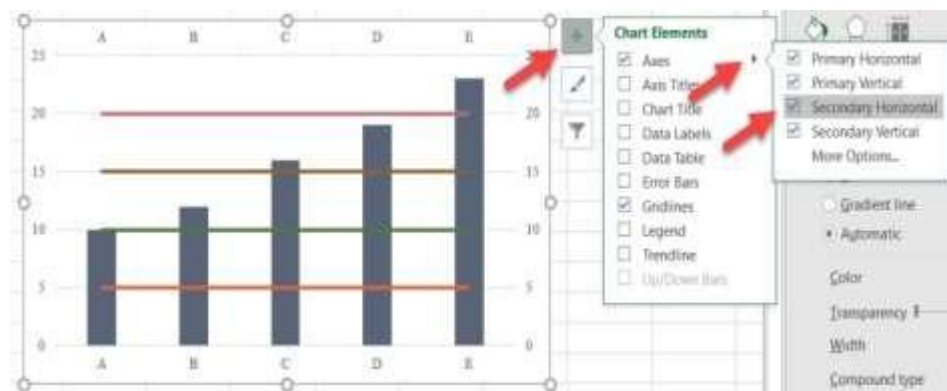 A B C D E
25
20 20
15 15
10 10
5 5
0 0
A B C D E
Chart Elements
Axes
Axis Titles
Chart Title
Data Labels
Data Table
Error Bars
Gridlines
Legend
Trendline
Up/Down Bars
Primary Horizontal
Primary Vertical
Secondary Horizontal
Secondary Vertical
More Options...
Gradient line
Automatic
Color
Transparency
Width
Compound type